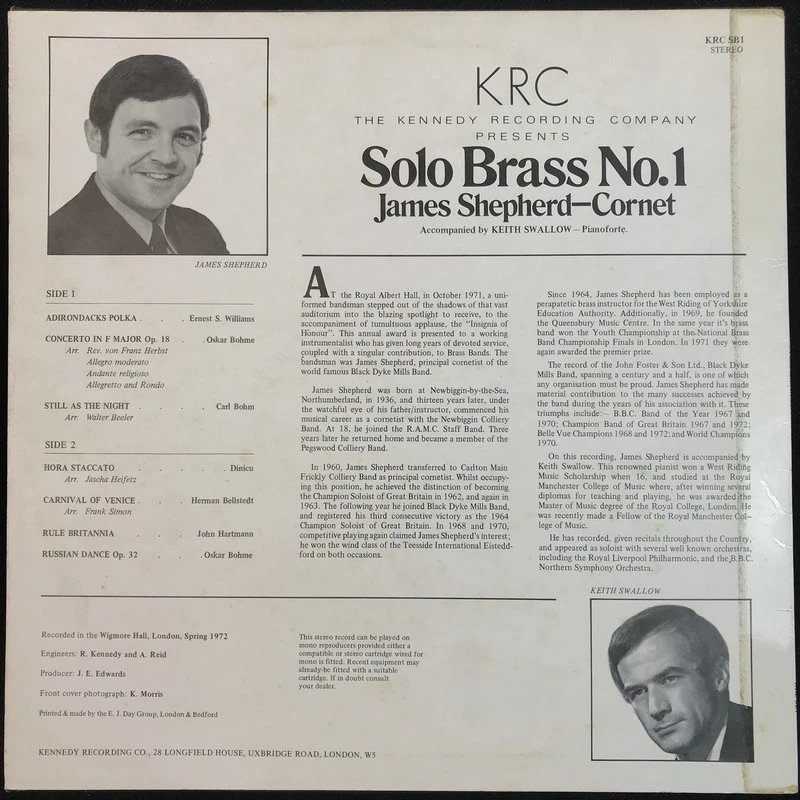 KRC SB1
STEREO
KRC
THE KENNEDY RECORDING COMPANY
PRESENTS
Solo Brass No.1
James Shepherd—Cornet
Accompanied by KEITH SWALLOW – Pianoforte.
JAMES SHEPHERD
SIDE 1
ADIRONDACKS POLKA . . . Ernest S. Williams
CONCERTO IN F MAJOR Op. 18 . . Oskar Bohme
Arr. Rev. von Franz Herbst
Allegro moderato
Andante religioso
Allegretto and Rondo
STILL AS THE NIGHT . . . Carl Bohm
Arr. Walter Beeler
SIDE 2
HORA STACCATO . . . . Dinicu
Arr. Jascha Heifetz
CARNIVAL OF VENICE . . . Herman Bellstedt
Arr. Frank Simon
RULE BRITANNIA . . . John Hartmann
RUSSIAN DANCE Op. 32 . . . Oskar Bohme
AT the Royal Albert Hall, in October 1971, a uni-
formed bandsman stepped out of the shadows of that vast
auditorium into the blazing spotlight to receive, to the
accompaniment of tumultuous applause, the "Insignia of
Honour". This annual award is presented to a working
instrumentalist who has given long years of devoted service,
coupled with a singular contribution, to Brass Bands. The
bandsman was James Shepherd, principal cornetist of the
world famous Black Dyke Mills Band.
James Shepherd was born at Newbiggin-by-the-Sea,
Northumberland, in 1936, and thirteen years later, under
the watchful eye of his father/instructor, commenced his
musical career as a cornetist with the Newbiggin Colliery
Band. At 18, he joined the R.A.M.C. Staff Band. Three
years later he returned home and became a member of the
Pegswood Colliery Band.
In 1960, James Shepherd transferred to Carlton Main
Frickly Colliery Band as principal cornetist. Whilst occupy-
ing this position, he achieved the distinction of becoming
the Champion Soloist of Great Britain in 1962, and again in
1963. The following year he joined Black Dyke Mills Band,
and registered his third consecutive victory as the 1964
Champion Soloist of Great Britain. In 1968 and 1970,
competitive playing again claimed James Shepherd's interest;
he won the wind class of the Teesside International Eistedd-
ford on both occasions.
Since 1964, James Shepherd has been employed as a
perapatetic brass instructor for the West Riding of Yorkshire
Education Authority. Additionally, in 1969, he founded
the Queensbury Music Centre. In the same year it's brass
band won the Youth Championship at the National Brass
Band Championship Finals in London. In 1971 they were
again awarded the premier prize.
The record of the John Foster & Son Ltd., Black Dyke
Mills Band, spanning a century and a half, is one of which
any organisation must be proud. James Shepherd has made
material contribution to the many successes achieved by
the band during the years of his association with it. These
triumphs include:— B.B.C. Band of the Year 1967 and
1970; Champion Band of Great Britain 1967 and 1972;
Belle Vue Champions 1968 and 1972; and World Champions
1970.
On this recording, James Shepherd is accompanied by
Keith Swallow. This renowned pianist won a West Riding
Music Scholarship when 16, and studied at the Royal
Manchester College of Music where, after winning several
diplomas for teaching and playing, he was awarded the
Master of Music degree of the Royal College, London. He
was recently made a Fellow of the Royal Manchester Col-
lege of Music.
He has recorded, given recitals throughout the Country,
and appeared as soloist with several well known orchestras,
including the Royal Liverpool Philharmonic, and the B.B.C.
Northern Symphony Orchestra.
KEITH SWALLOW
Recorded in the Wigmore Hall, London, Spring 1972
Engineers: R. Kennedy and A. Reid
Producer: J. E. Edwards
Front cover photograph: K. Morris
Printed & made by the E. J. Day Group, London & Bedford
This stereo record can be played on
mono reproducers provided either a
compatible or stereo cartridge wired for
mono is fitted. Recent equipment may
already be fitted with a suitable
cartridge. If in doubt consult
your dealer.
KENNEDY RECORDING CO., 28 LONGFIELD HOUSE, UXBRIDGE ROAD, LONDON, W5